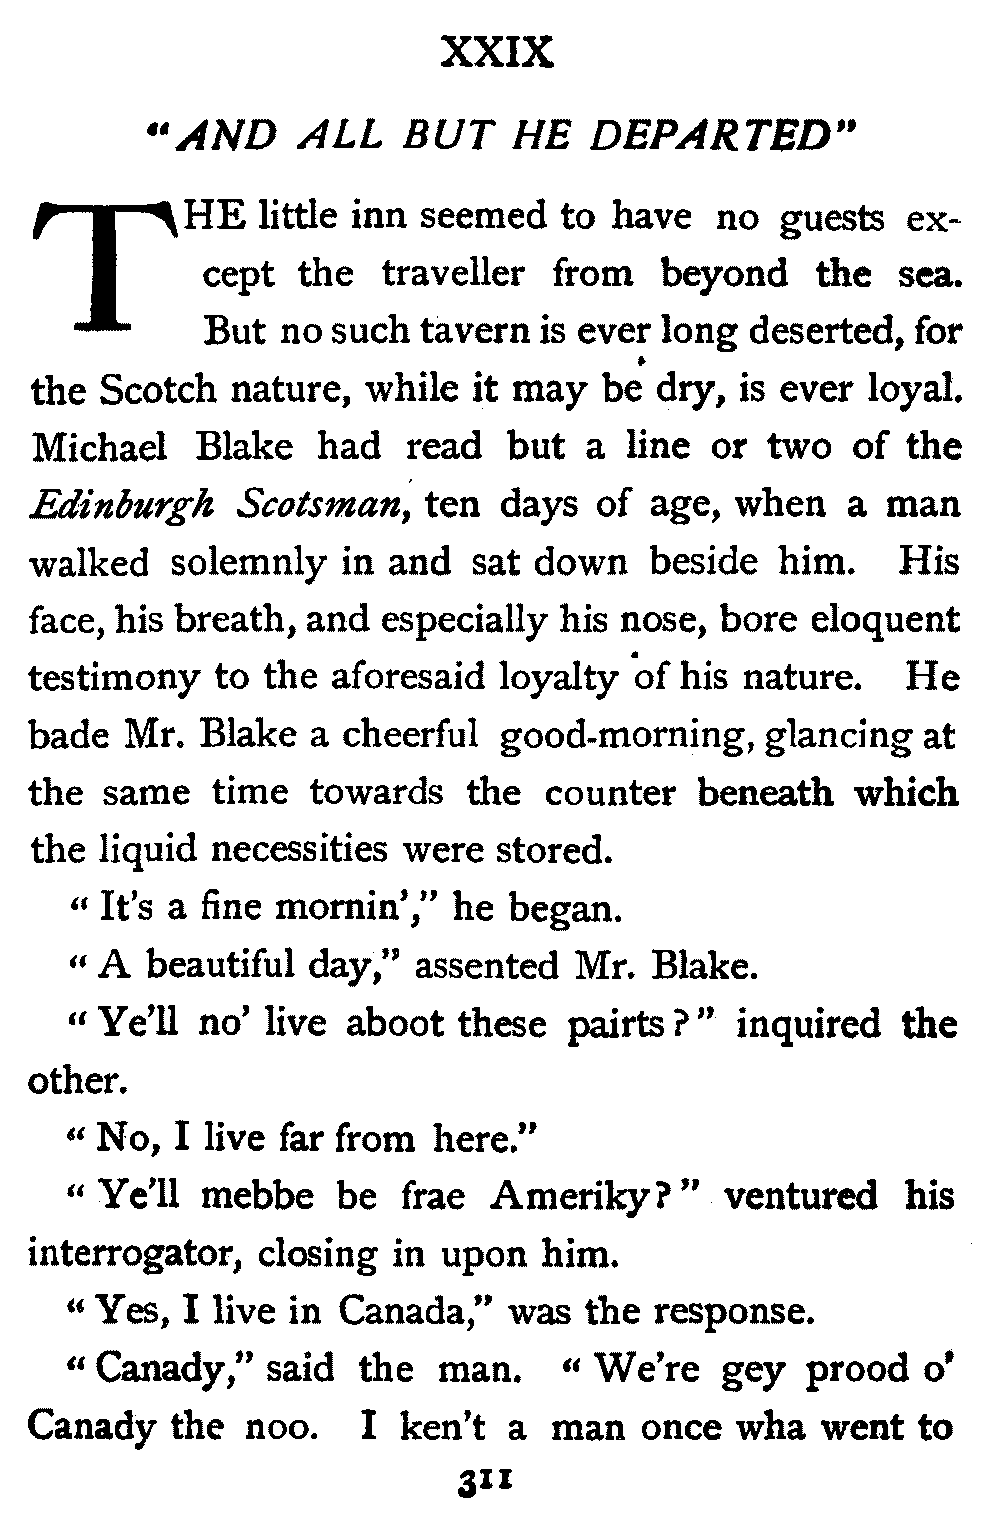 XXIX
"AND ALL BUT HE DEPARTED"
THE little inn seemed to have no guests ex-
cept the traveller from beyond the sea.
But no such tavern is ever long deserted, for
the Scotch nature, while it may be dry, is ever loyal.
Michael Blake had read but a line or two of the
Edinburgh Scotsman, ten days of age, when a man
walked solemnly in and sat down beside him. His
face, his breath, and especially his nose, bore eloquent
testimony to the aforesaid loyalty of his nature. He
bade Mr. Blake a cheerful good-morning, glancing at
the same time towards the counter beneath which
the liquid necessities were stored.
"It's a fine mornin'," he began.
"A beautiful day," assented Mr. Blake.
"Ye'll no' live aboot these pairts?" inquired the
other.
"No, I live far from here."
"Ye'll mebbe be frae Ameriky?" ventured his
interrogator, closing in upon him.
"Yes, I live in Canada," was the response.
"Canady," said the man. "We're gey prood o'
Canady the noo. I ken't a man once wha went to
311